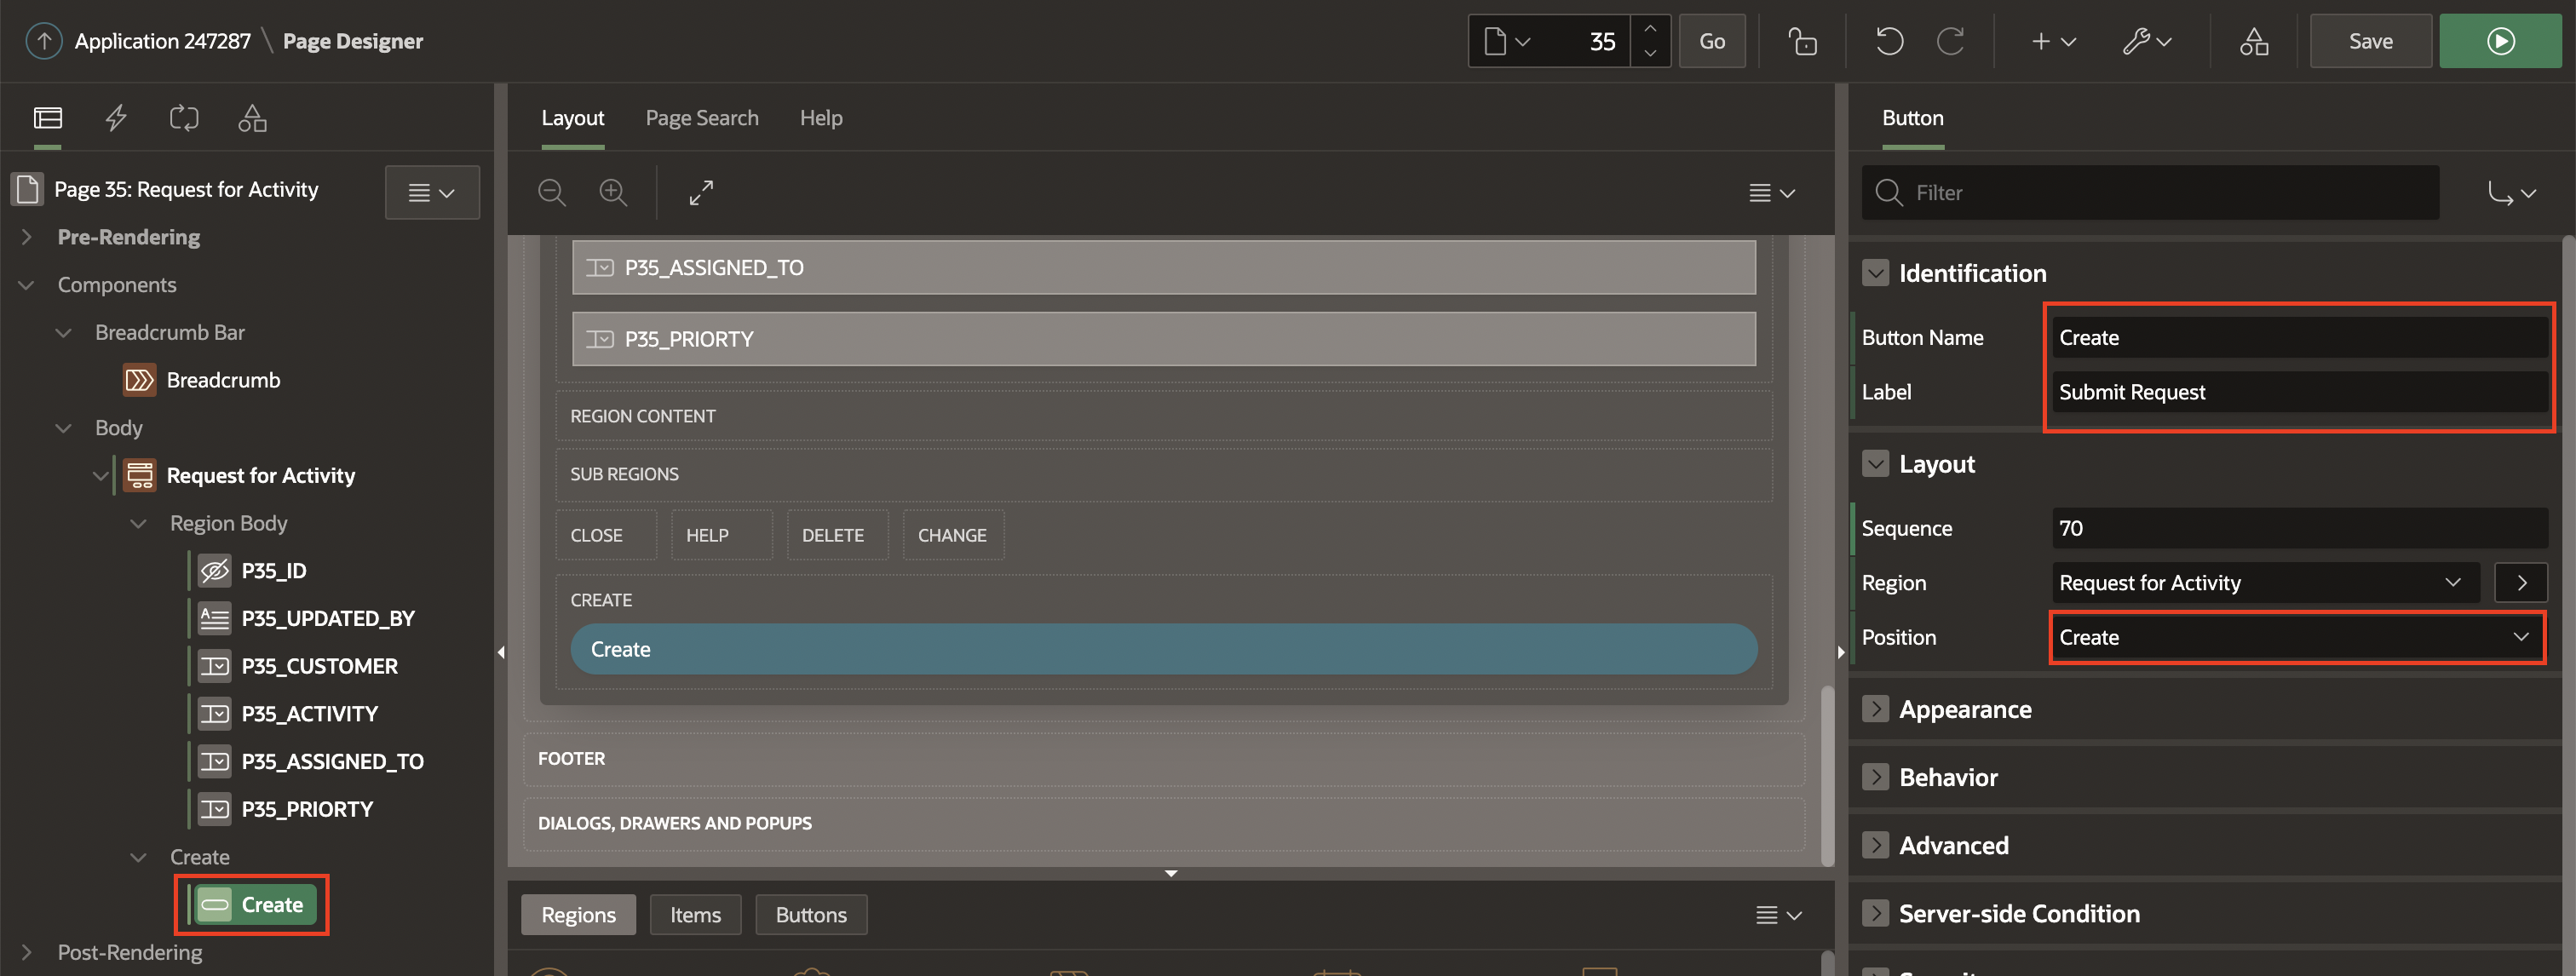 Application 247287 \ Page Designer
35
Go
Save
Page 35: Request for Activity
Pre-Rendering
Components
Breadcrumb Bar
Breadcrumb
Body
Request for Activity
Region Body
P35_ID
P35_UPDATED_BY
P35_CUSTOMER
P35_ACTIVITY
P35_ASSIGNED_TO
P35_PRIORTY
Create
Create
Post-Rendering
Layout Page Search Help
P35_ASSIGNED_TO
P35_PRIORTY
REGION CONTENT
SUB REGIONS
CLOSE HELP DELETE CHANGE
CREATE
Create
FOOTER
DIALOGS, DRAWERS AND POPUPS
Regions Items Buttons
Button
Filter
Identification
Button Name Create
Label Submit Request
Layout
Sequence 70
Region Request for Activity
Position Create
Appearance
Behavior
Advanced
Server-side Condition